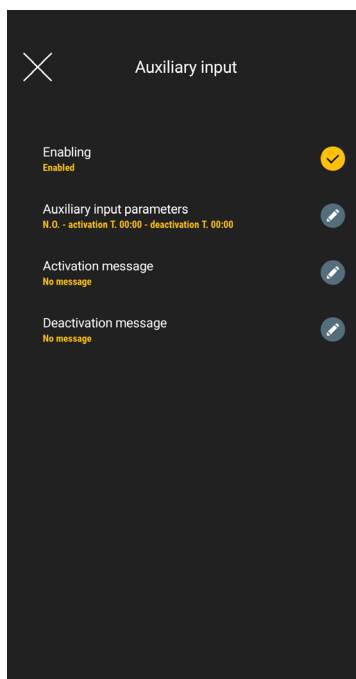 Auxiliary input
Enabling
Enabled
Auxiliary input parameters
N.O. - activation T. 00:00 - deactivation T. 00:00
Activation message
No message
Deactivation message
No message